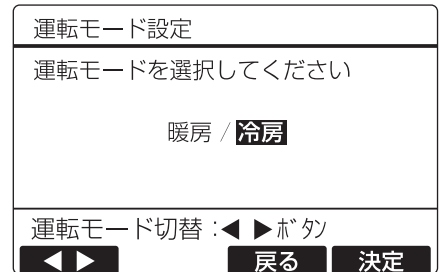 運転モード設定
運転モードを選択してください
暖房 / 冷房
運転モード切替:◀ ▶ボタン
◀ ▶ 戻る 決定